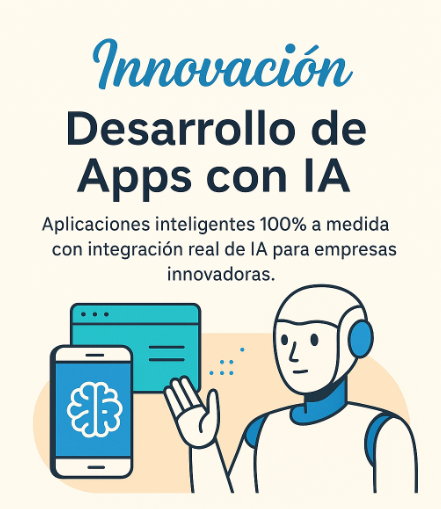 Innovación
Desarrollo de
Apps con IA
Aplicaciones inteligentes 100% a medida
con integración real de IA para empresas
innovadoras.